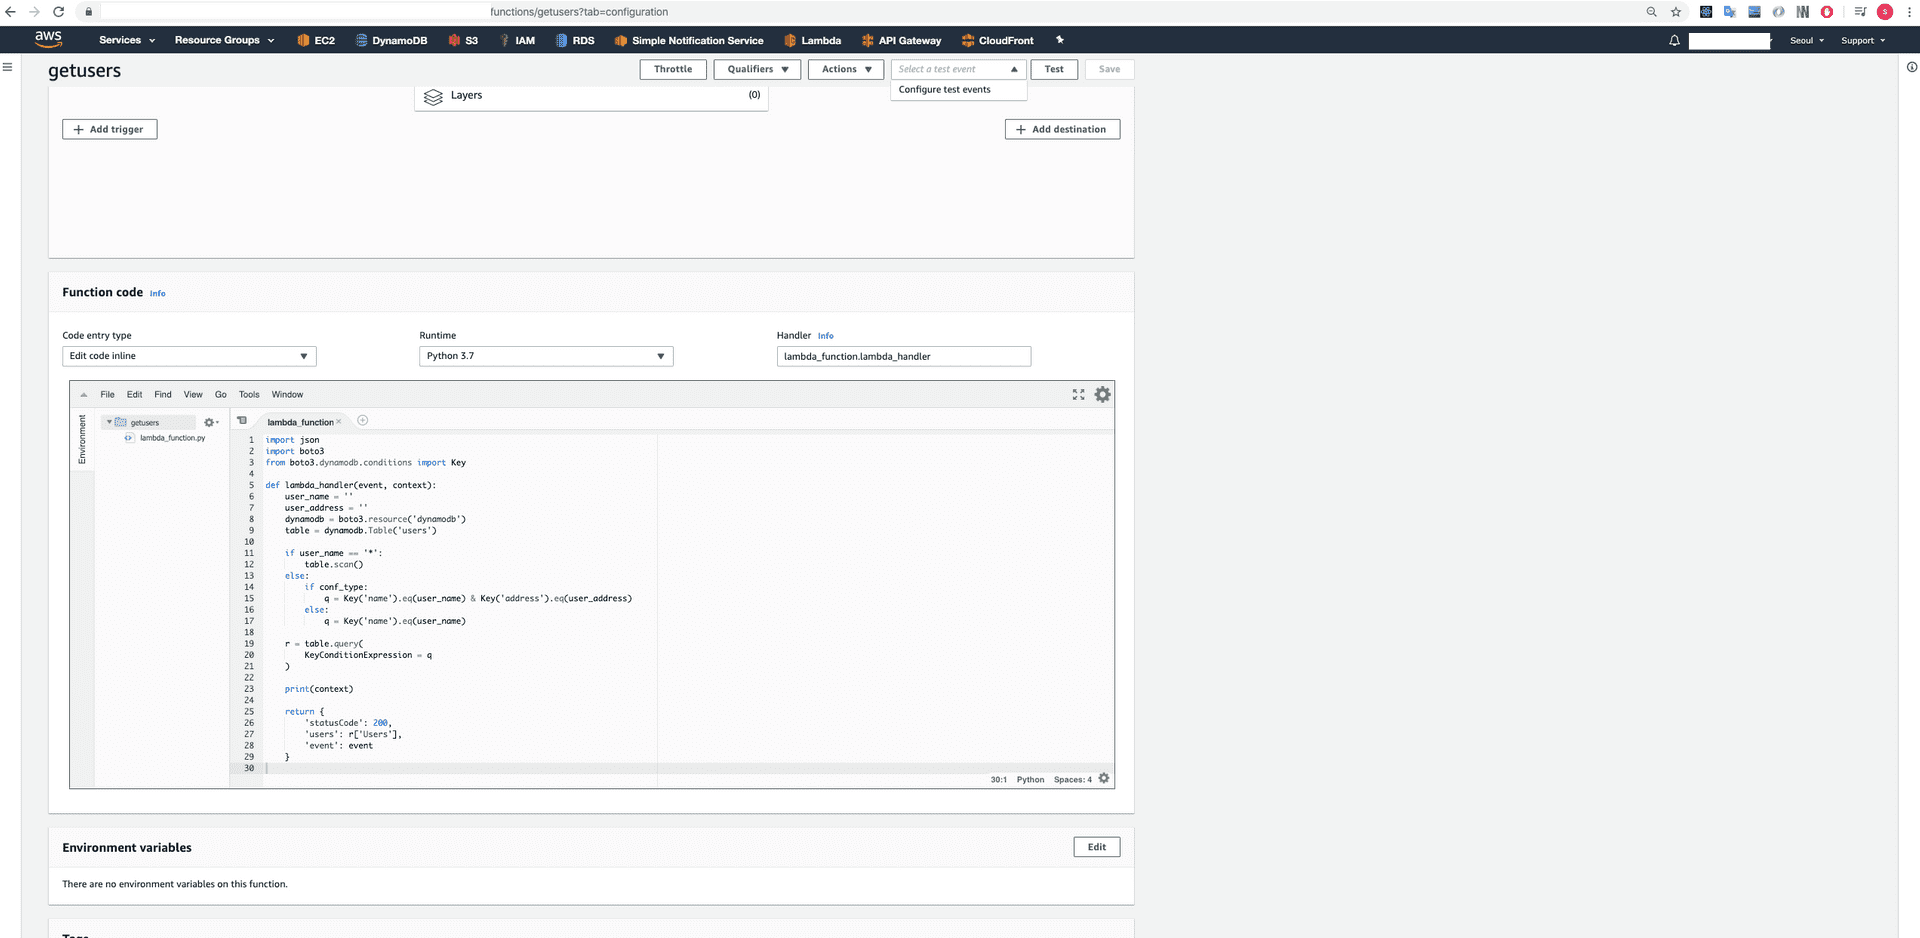 functions/getusers?tab=configuration
aws Services Resource Groups EC2 DynamoDB S3 IAM RDS Simple Notification Service Lambda API Gateway CloudFront Seoul Support
getusers Throttle Qualifiers Actions Select a test event Test Save
Configure test events
Layers (0)
+ Add trigger + Add destination
Function code Info
Code entry type Runtime Handler Info
Edit code inline Python 3.7 lambda_function.lambda_handler
File Edit Find View Go Tools Window
Environment
getusers
lambda_function.py
lambda_function ×
1 import json
2 import boto3
3 from boto3.dynamodb.conditions import Key
4
5 def lambda_handler(event, context):
6     user_name = ''
7     user_address = ''
8     dynamodb = boto3.resource('dynamodb')
9     table = dynamodb.Table('users')
10
11     if user_name == '*':
12         table.scan()
13     else:
14         if conf_type:
15             q = Key('name').eq(user_name) & Key('address').eq(user_address)
16         else:
17             q = Key('name').eq(user_name)
18
19     r = table.query(
20         KeyConditionExpression = q
21     )
22
23     print(context)
24
25     return {
26         'statusCode': 200,
27         'users': r['Users'],
28         'event': event
29     }
30
30:1 Python Spaces: 4
Environment variables Edit
There are no environment variables on this function.
Tags